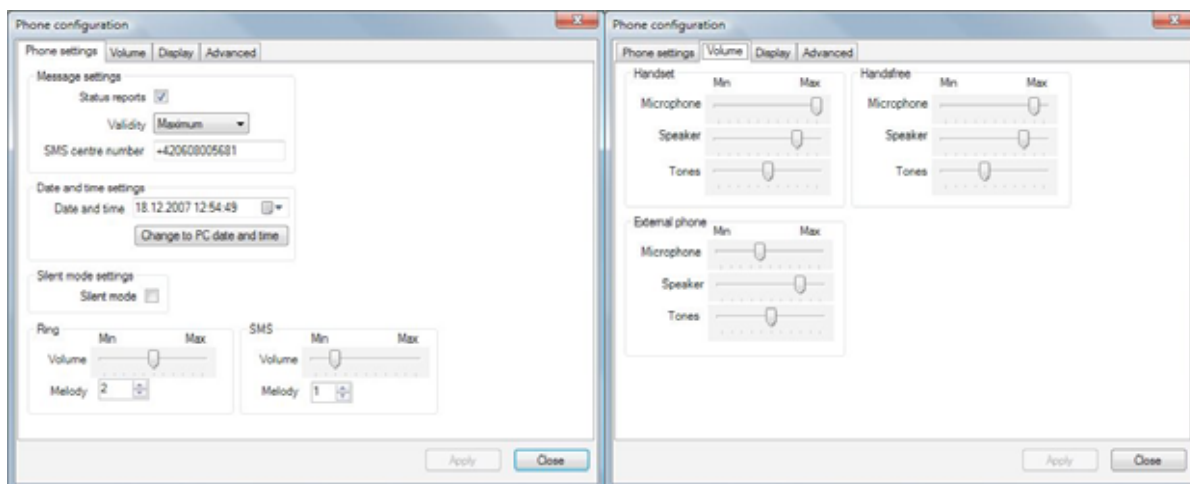 Phone configuration
Phone settings Volume Display Advanced
Message settings
Status reports
Validity Maximum
SMS centre number +420608005681
Date and time settings
Date and time 18.12.2007 12:54:49
Change to PC date and time
Silent mode settings
Silent mode
Ring
Min Max
Volume
Melody 2
SMS
Min Max
Volume
Melody 1
Apply Close
Phone configuration
Phone settings Volume Display Advanced
Handset
Min Max
Microphone
Speaker
Tones
Handsfree
Min Max
Microphone
Speaker
Tones
External phone
Min Max
Microphone
Speaker
Tones
Apply Close